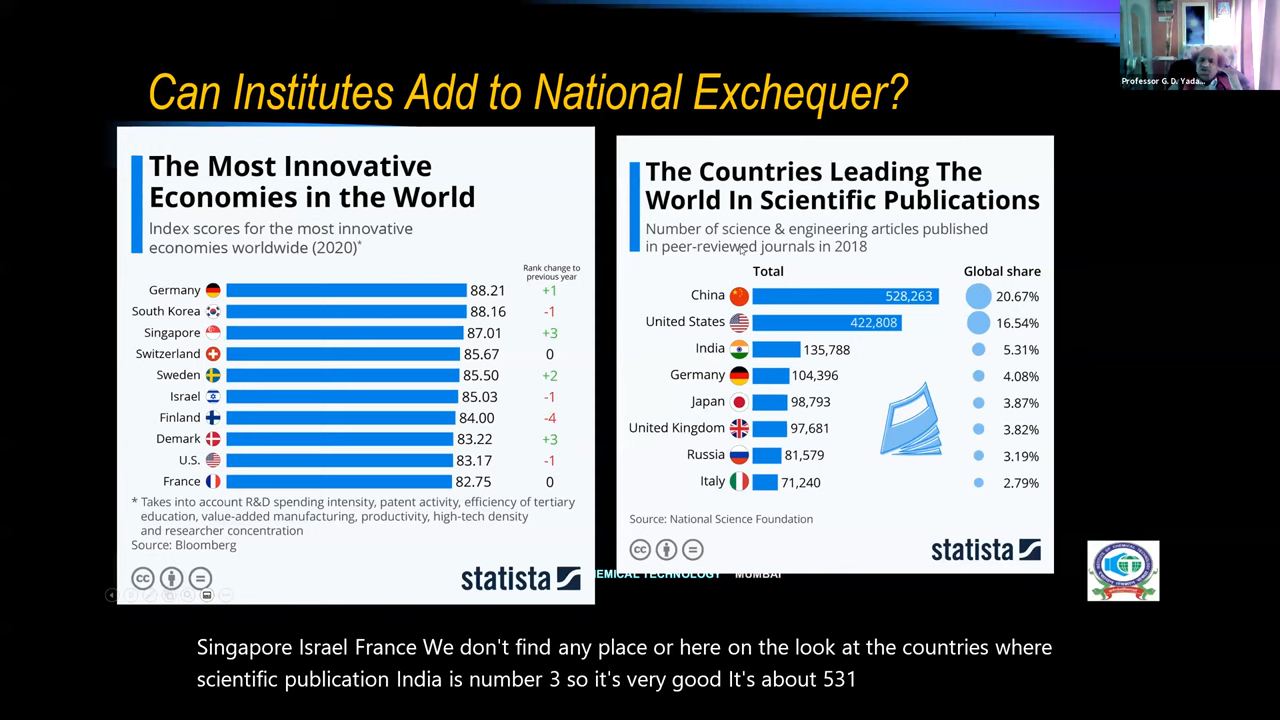 Professor G. D. Yada...
Can Institutes Add to National Exchequer?
The Most Innovative
Economies in the World
Index scores for the most innovative
economies worldwide (2020)*
Rank change to
previous year
Germany 88.21 +1
South Korea 88.16 -1
Singapore 87.01 +3
Switzerland 85.67 0
Sweden 85.50 +2
Israel 85.03 -1
Finland 84.00 -4
Demark 83.22 +3
U.S. 83.17 -1
France 82.75 0
* Takes into account R&D spending intensity, patent activity, efficiency of tertiary
education, value-added manufacturing, productivity, high-tech density
and researcher concentration
Source: Bloomberg
cc
statista
The Countries Leading The
World In Scientific Publications
Number of science & engineering articles published
in peer-reviewed journals in 2018
Total Global share
China 528,263 20.67%
United States 422,808 16.54%
India 135,788 5.31%
Germany 104,396 4.08%
Japan 98,793 3.87%
United Kingdom 97,681 3.82%
Russia 81,579 3.19%
Italy 71,240 2.79%
Source: National Science Foundation
cc
statista
HEMICAL TECHNOLOGY MUMBAI
Singapore Israel France We don't find any place or here on the look at the countries where
scientific publication India is number 3 so it's very good It's about 531